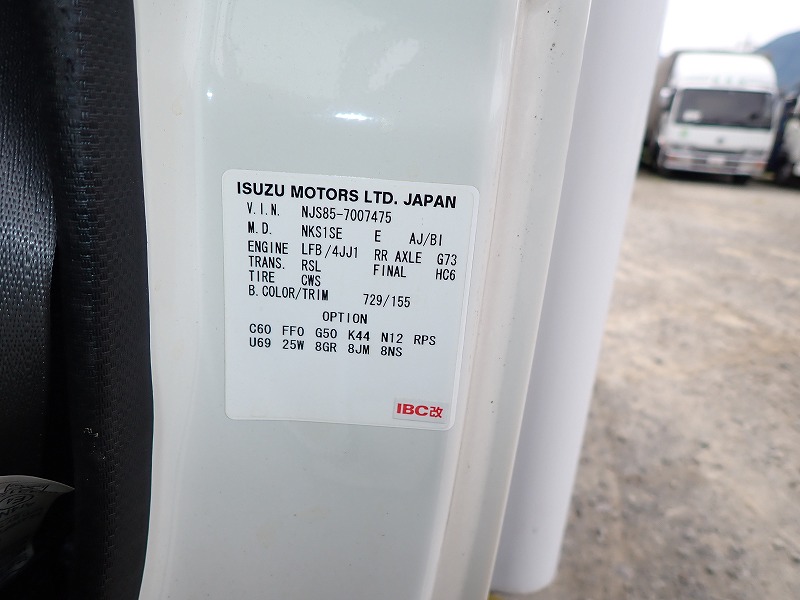 ISUZU MOTORS LTD. JAPAN
V.I.N. NJS85-7007475
M.D. NKS1SE E AJ/BI
ENGINE LFB/4JJ1 RR AXLE G73
TRANS. RSL FINAL HC6
TIRE CWS
B.COLOR/TRIM 729/155
OPTION
C60 FF0 G50 K44 N12 RPS
U69 25W 8GR 8JM 8NS
IBC改